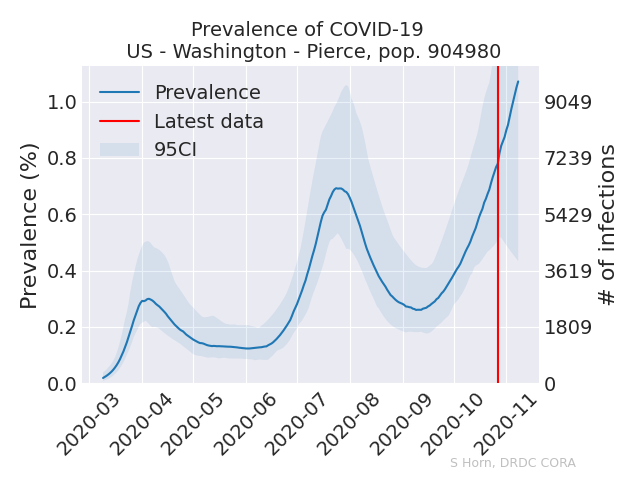 Prevalence of COVID-19
US - Washington - Pierce, pop. 904980
Prevalence
Latest data
95CI
Prevalence (%)
1.0
0.8
0.6
0.4
0.2
0.0
9049
7239
5429
3619
1809
0
# of infections
2020-03
2020-04
2020-05
2020-06
2020-07
2020-08
2020-09
2020-10
2020-11
S Horn, DRDC CORA